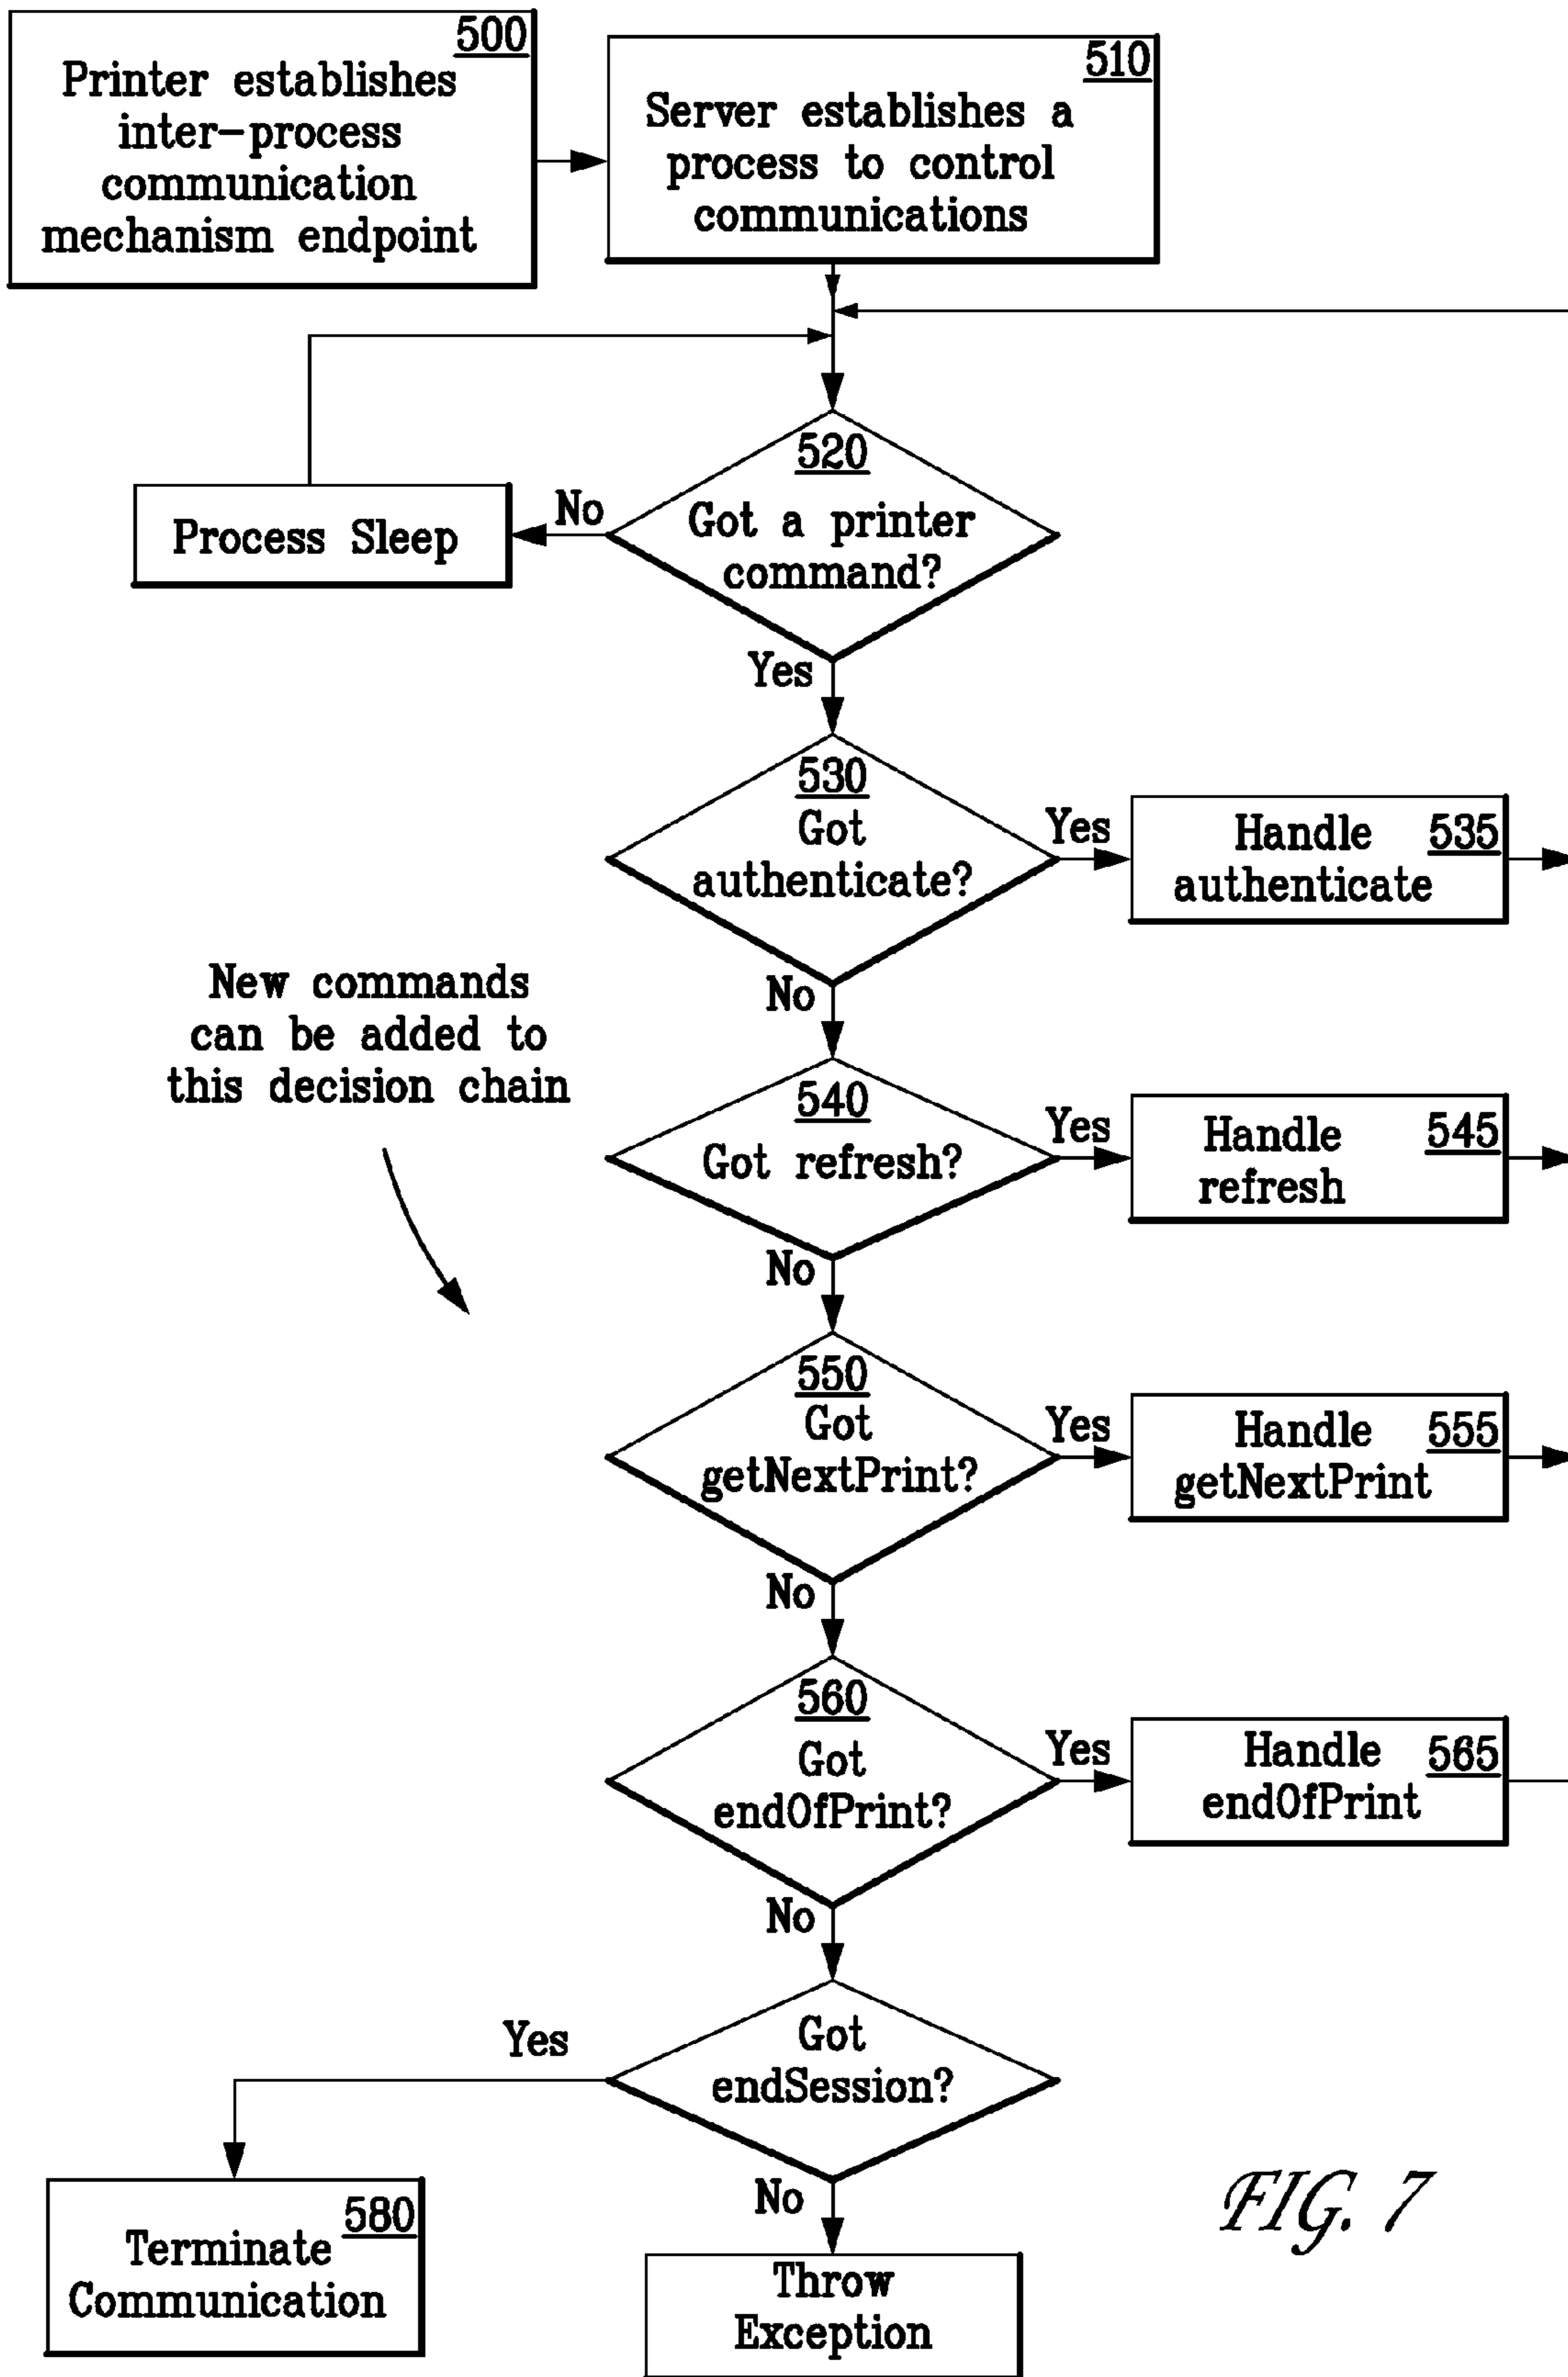 500
Printer establishes
inter-process
communication
mechanism endpoint
510
Server establishes a
process to control
communications
520
Got a printer
command?
No
Process Sleep
Yes
530
Got
authenticate?
Yes
Handle 535
authenticate
No
New commands
can be added to
this decision chain
540
Got refresh?
Yes
Handle 545
refresh
No
550
Got
getNextPrint?
Yes
Handle 555
getNextPrint
No
560
Got
endOfPrint?
Yes
Handle 565
endOfPrint
No
Got
endSession?
Yes
580
Terminate
Communication
No
Throw
Exception
FIG. 7